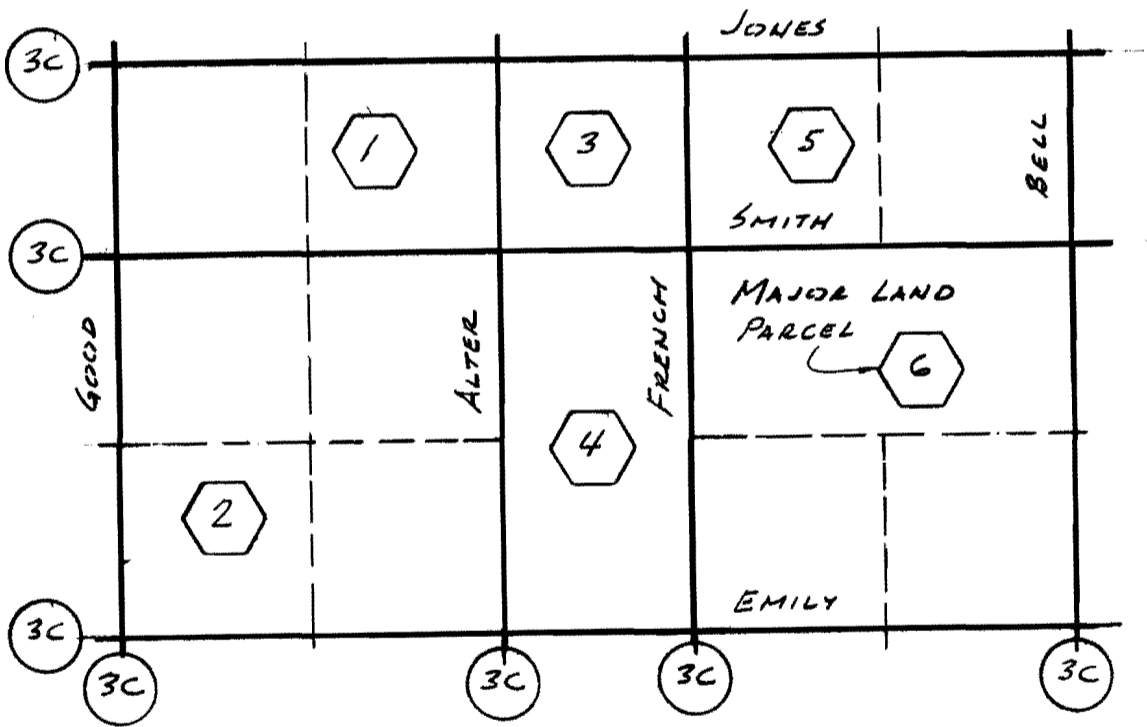 JONES
3C
1
3
5
BELL
SMITH
3C
MAJOR LAND
PARCEL
6
GOOD
ALTER
FRENCH
4
2
EMILY
3C
3C
3C
3C
3C